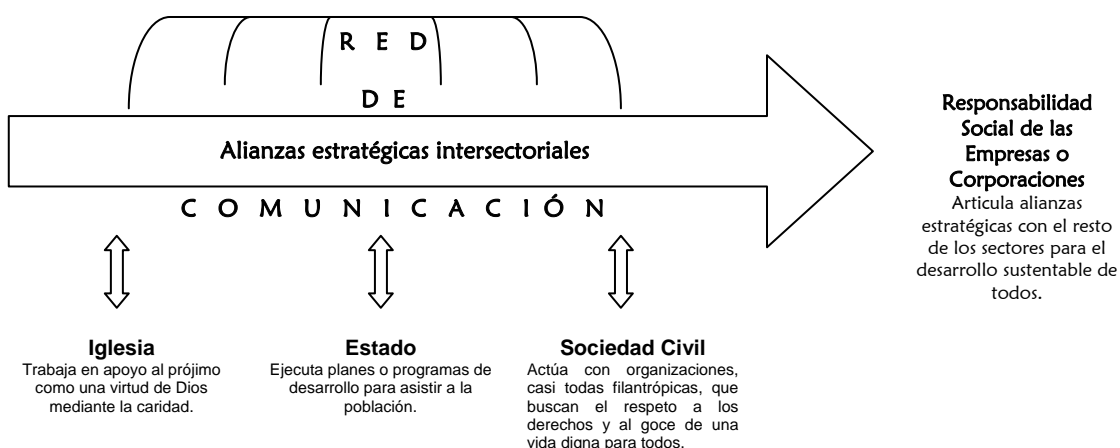 R E D
D E
Alianzas estratégicas intersectoriales
C O M U N I C A C I Ó N
Responsabilidad
Social de las
Empresas o
Corporaciones
Articula alianzas
estratégicas con el resto
de los sectores para el
desarrollo sustentable de
todos.
Iglesia
Trabaja en apoyo al prójimo
como una virtud de Dios
mediante la caridad.
Estado
Ejecuta planes o programas de
desarrollo para asistir a la
población.
Sociedad Civil
Actúa con organizaciones,
casi todas filantrópicas, que
buscan el respeto a los
derechos y al goce de una
vida digna para todos.